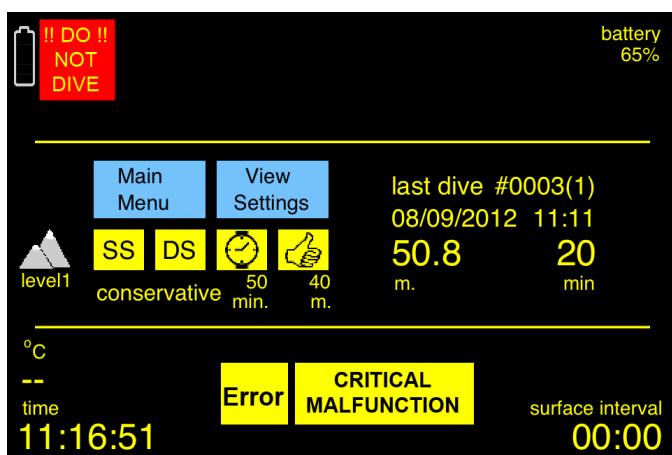 !! DO !!
NOT
DIVE
battery
65%
Main
Menu
View
Settings
last dive #0003(1)
08/09/2012 11:11
SS DS
50.8 20
level1
conservative
50
min.
40
m.
m. min
°C
--
Error
CRITICAL
MALFUNCTION
time
surface interval
11:16:51
00:00